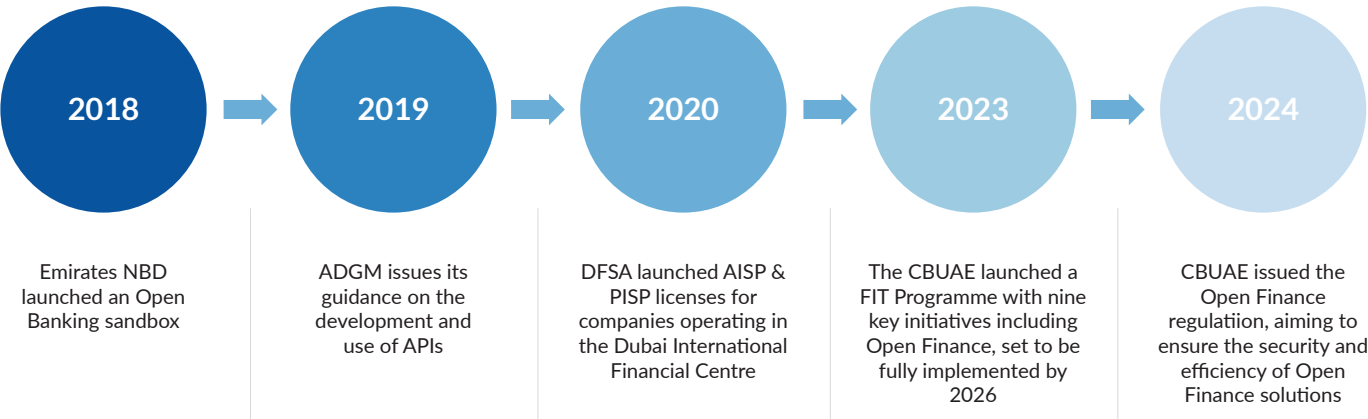 2018
2019
2020
2023
2024
Emirates NBD
launched an Open
Banking sandbox
ADGM issues its
guidance on the
development and
use of APIs
DFSA launched AISP &
PISP licenses for
companies operating in
the Dubai International
Financial Centre
The CBUAE launched a
FIT Programme with nine
key initiatives including
Open Finance, set to be
fully implemented by
2026
CBUAE issued the
Open Finance
regulatiion, aiming to
ensure the security and
efficiency of Open
Finance solutions